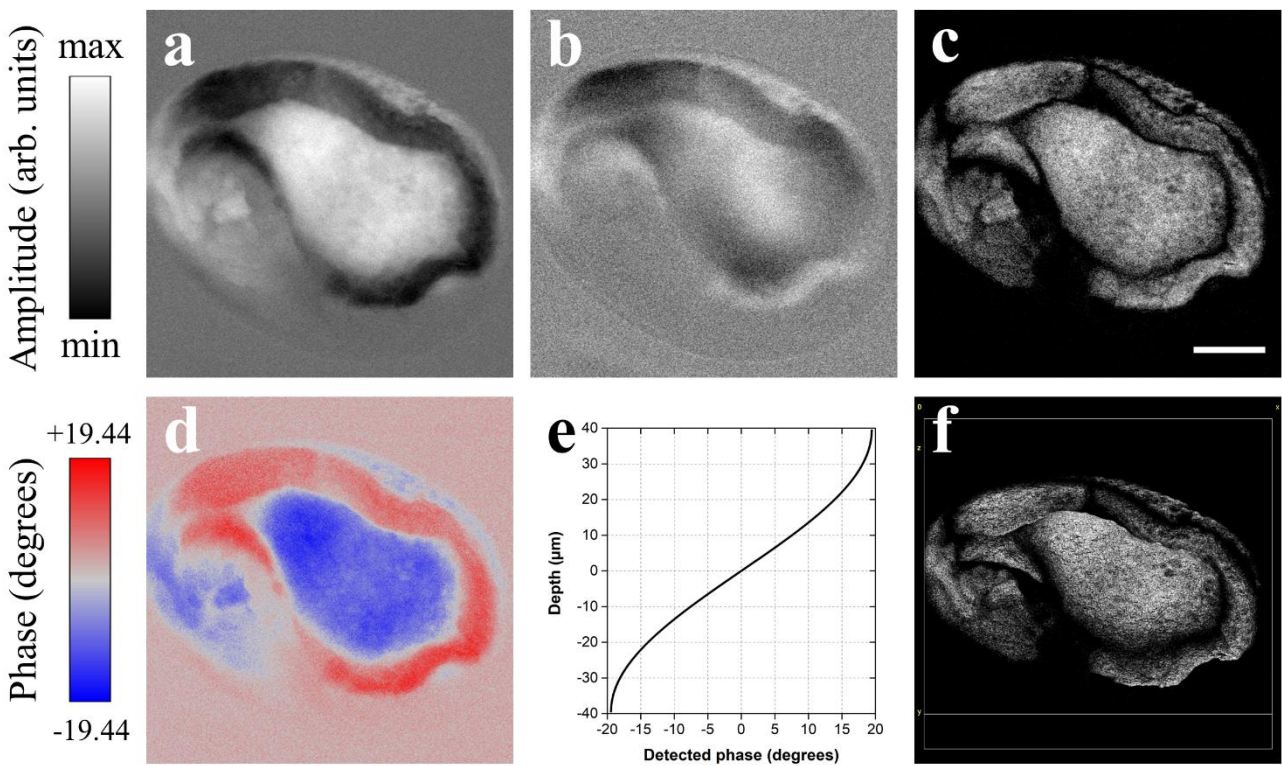 Amplitude (arb. units)
max
min
a
b
c
Phase (degrees)
+19.44
-19.44
d
e
Depth (µm)
40
30
20
10
0
-10
-20
-30
-40
-20 -15 -10 -5 0 5 10 15 20
Detected phase (degrees)
f
0
x
z
y